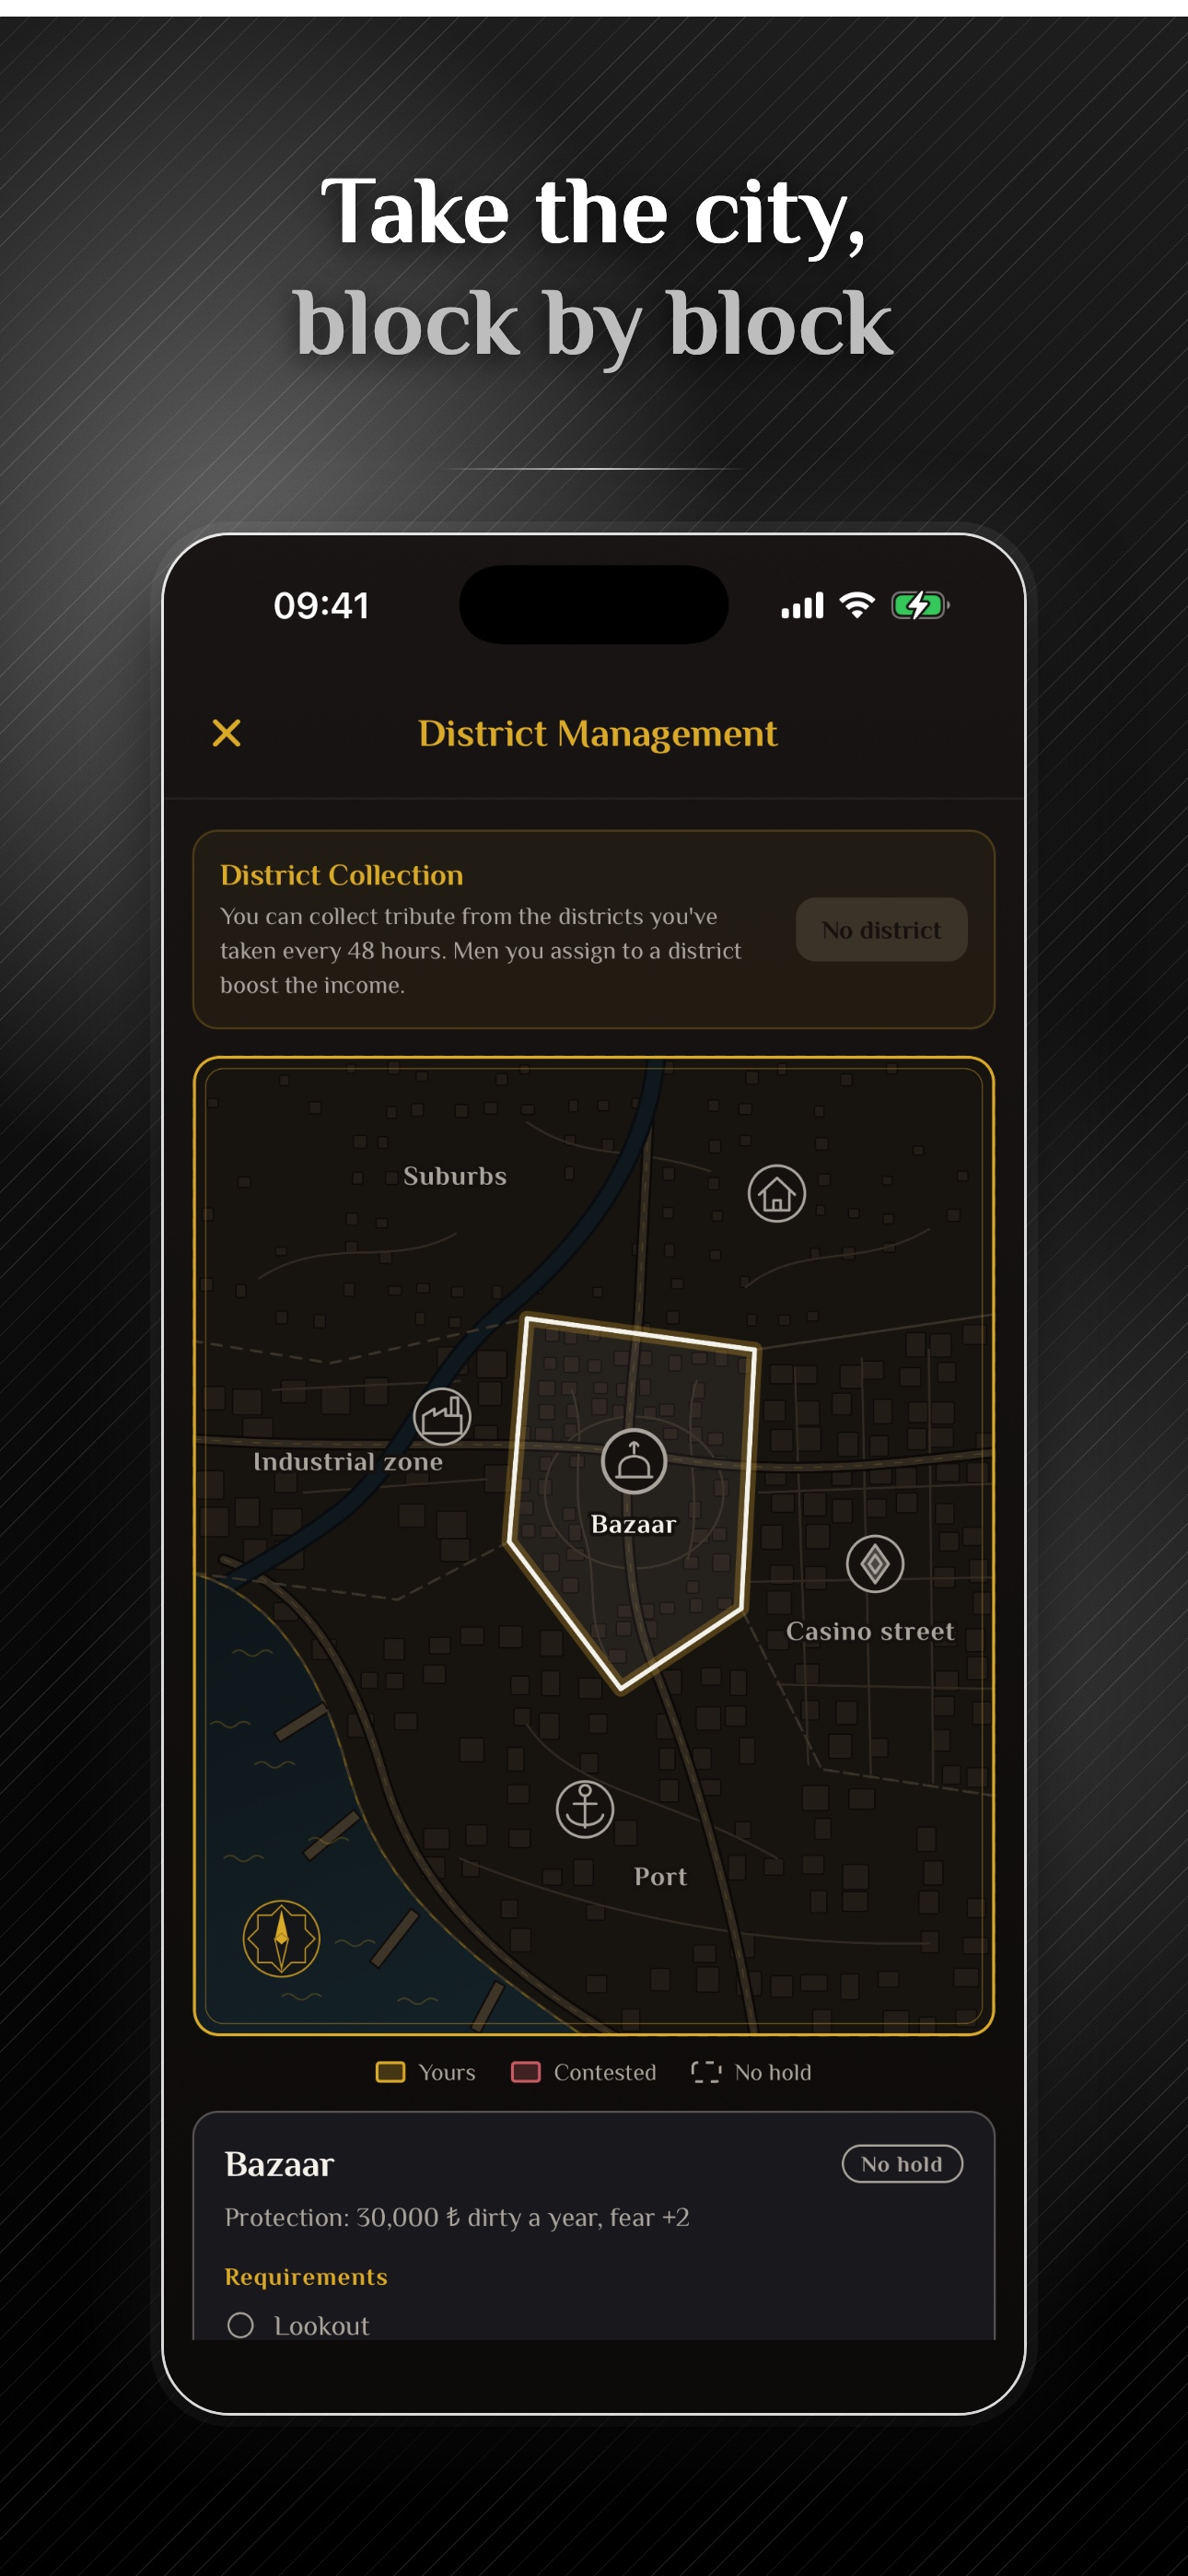 Take the city,
block by block
09:41
District Management
District Collection
You can collect tribute from the districts you've
taken every 48 hours. Men you assign to a district
boost the income.
No district
Suburbs
Industrial zone
Bazaar
Casino street
Port
Yours
Contested
No hold
Bazaar
No hold
Protection: 30,000 ₺ dirty a year, fear +2
Requirements
Lookout